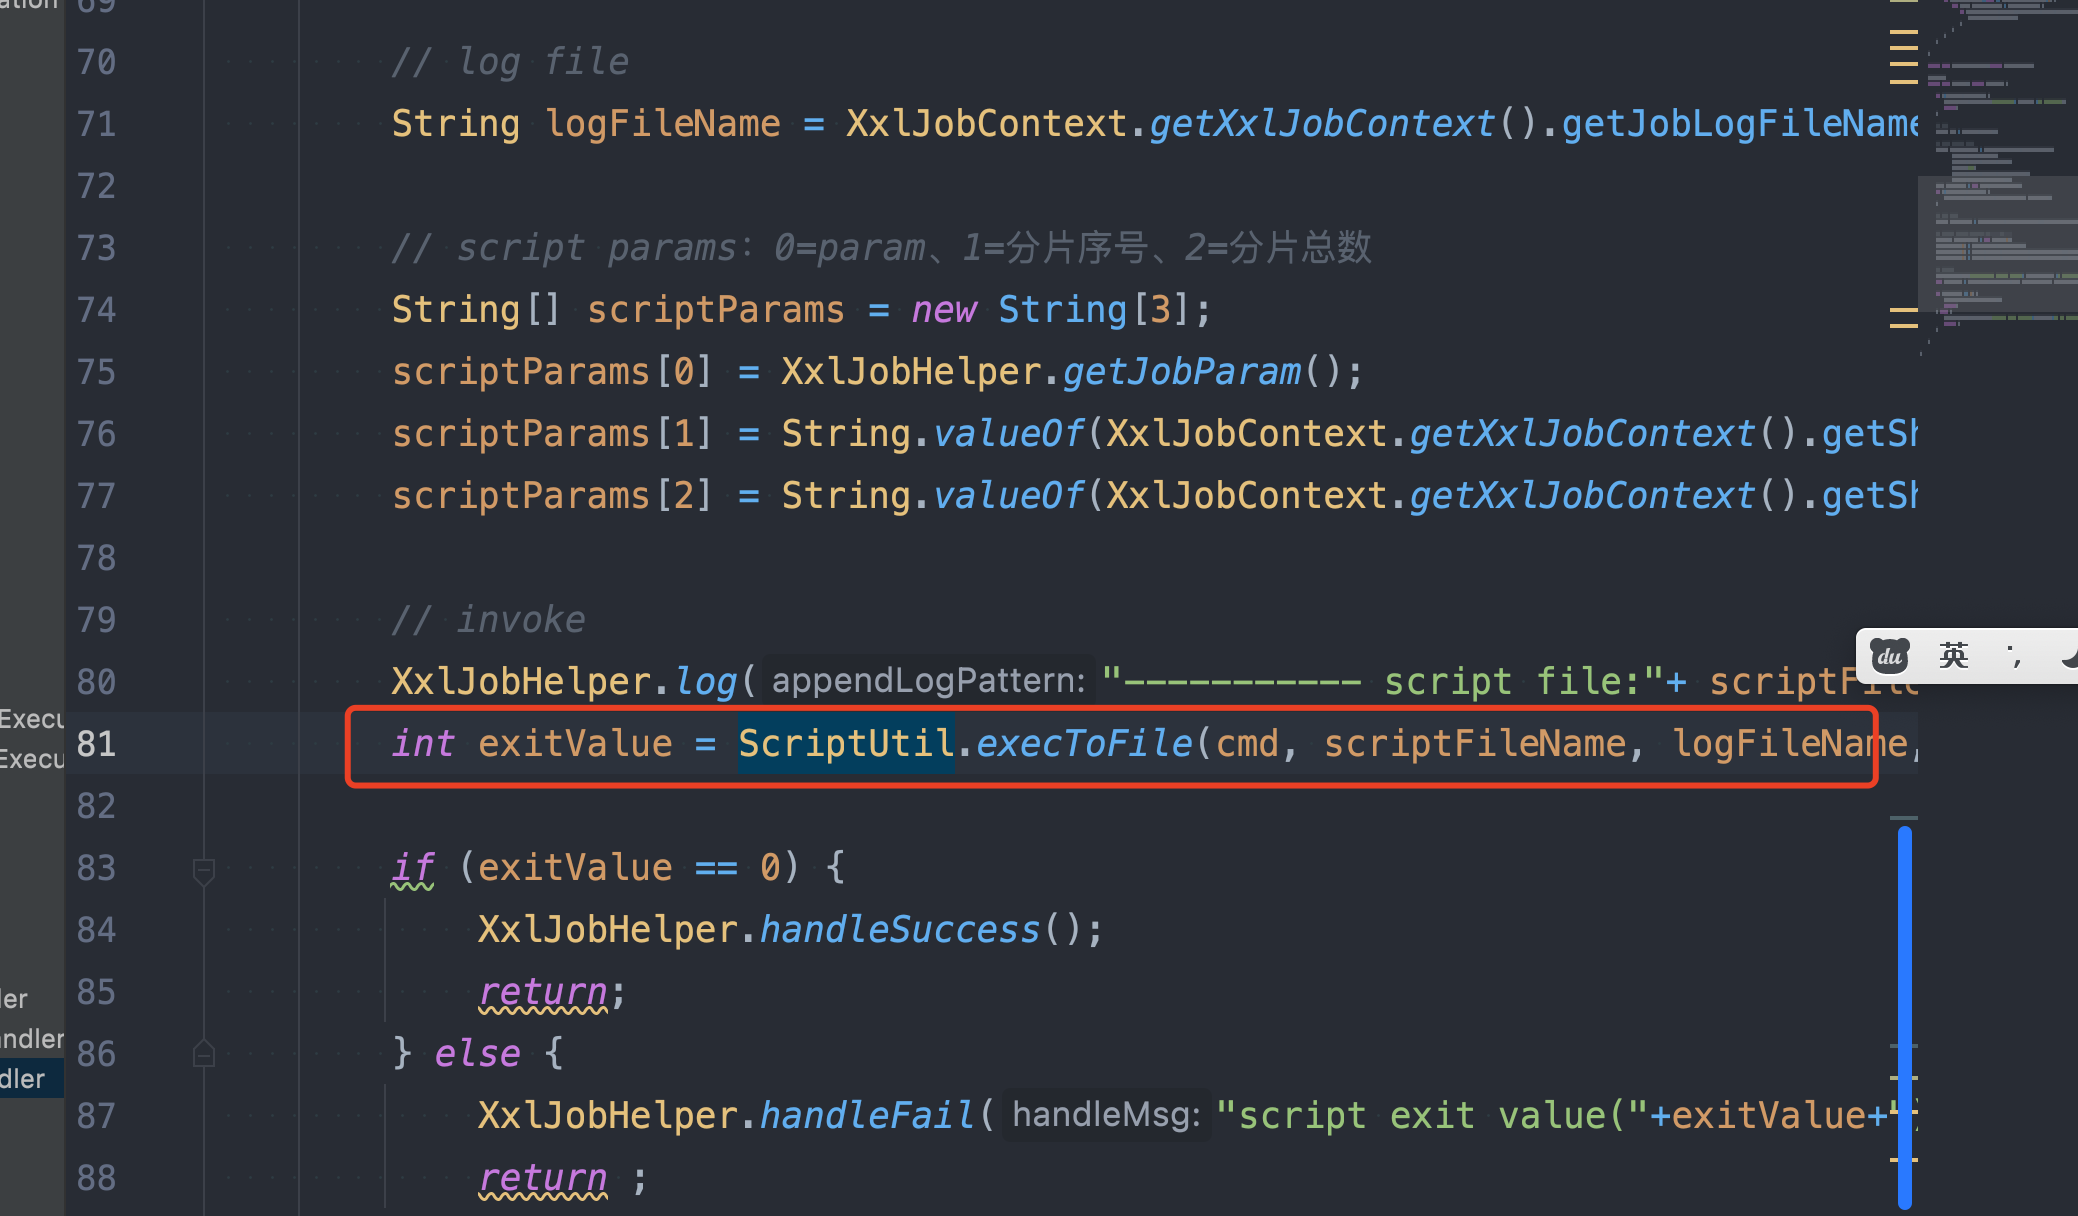 ation 69
70 // log file
71 String logFileName = XxlJobContext.getXxlJobContext().getJobLogFileName
72
73 // script params：0=param、1=分片序号、2=分片总数
74 String[] scriptParams = new String[3];
75 scriptParams[0] = XxlJobHelper.getJobParam();
76 scriptParams[1] = String.valueOf(XxlJobContext.getXxlJobContext().getSh
77 scriptParams[2] = String.valueOf(XxlJobContext.getXxlJobContext().getSh
78
79 // invoke
du 英
80 XxlJobHelper.log( appendLogPattern: "----------- script file:"+ scriptFile
Execu
81 int exitValue = ScriptUtil.execToFile(cmd, scriptFileName, logFileName,
Execu
82
83 if (exitValue == 0) {
84 XxlJobHelper.handleSuccess();
85 return;
ler
86 } else {
andler
dler
87 XxlJobHelper.handleFail( handleMsg: "script exit value("+exitValue+")
88 return ;